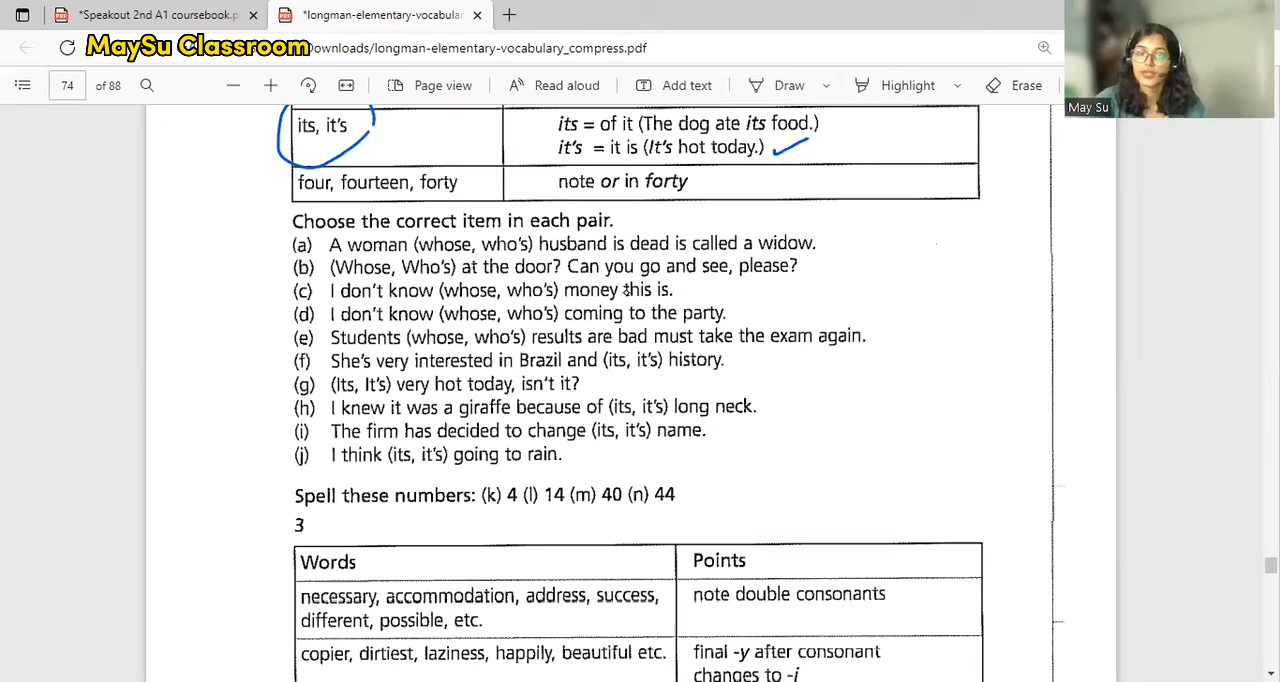 *Speakout 2nd A1 coursebook.p
*longman-elementary-vocabular
MaySu Classroom
Downloads/longman-elementary-vocabulary_compress.pdf
74 of 88
Page view
Read aloud
Add text
Draw
Highlight
Erase
May Su
its, it's
its = of it (The dog ate its food.)
it's = it is (It's hot today.)
four, fourteen, forty
note or in forty
Choose the correct item in each pair.
(a) A woman (whose, who's) husband is dead is called a widow.
(b) (Whose, Who's) at the door? Can you go and see, please?
(c) I don't know (whose, who's) money this is.
(d) I don't know (whose, who's) coming to the party.
(e) Students (whose, who's) results are bad must take the exam again.
(f) She's very interested in Brazil and (its, it's) history.
(g) (Its, It's) very hot today, isn't it?
(h) I knew it was a giraffe because of (its, it's) long neck.
(i) The firm has decided to change (its, it's) name.
(j) I think (its, it's) going to rain.
Spell these numbers: (k) 4 (l) 14 (m) 40 (n) 44
3
Words
Points
necessary, accommodation, address, success,
different, possible, etc.
note double consonants
copier, dirtiest, laziness, happily, beautiful etc.
final -y after consonant
changes to -i